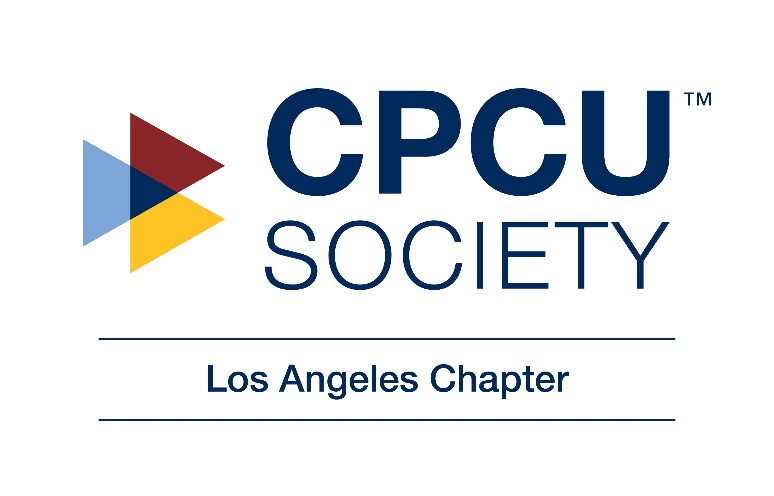 CPCU™
SOCIETY
Los Angeles Chapter